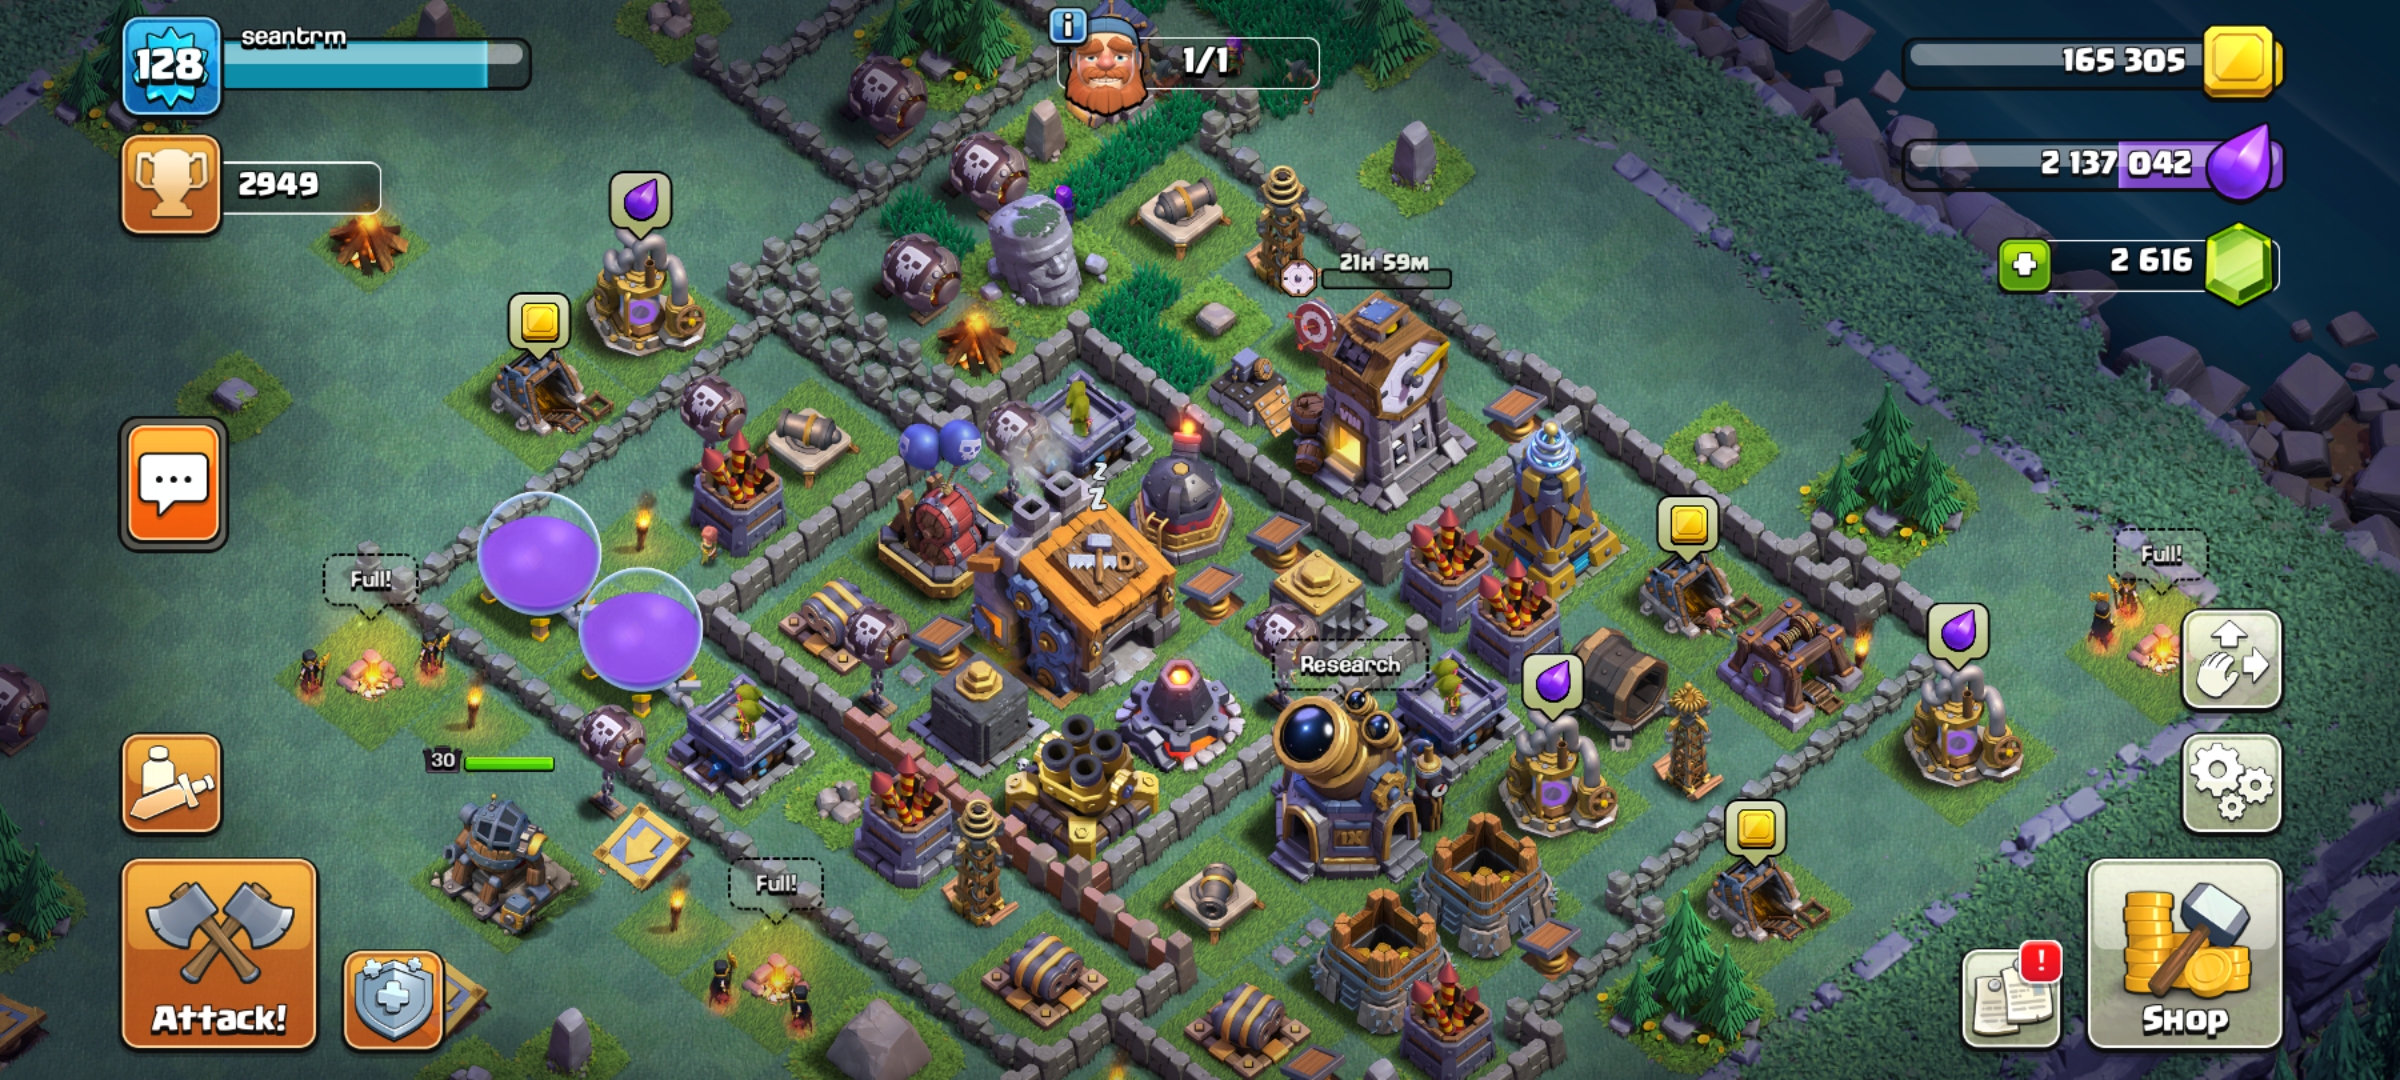 128
seantrm
i
1/1
165 305
2949
2 137 042
2 616
21H 59M
Z
Z
Full!
Full!
Research
30
IX
Full!
Attack!
!
Shop